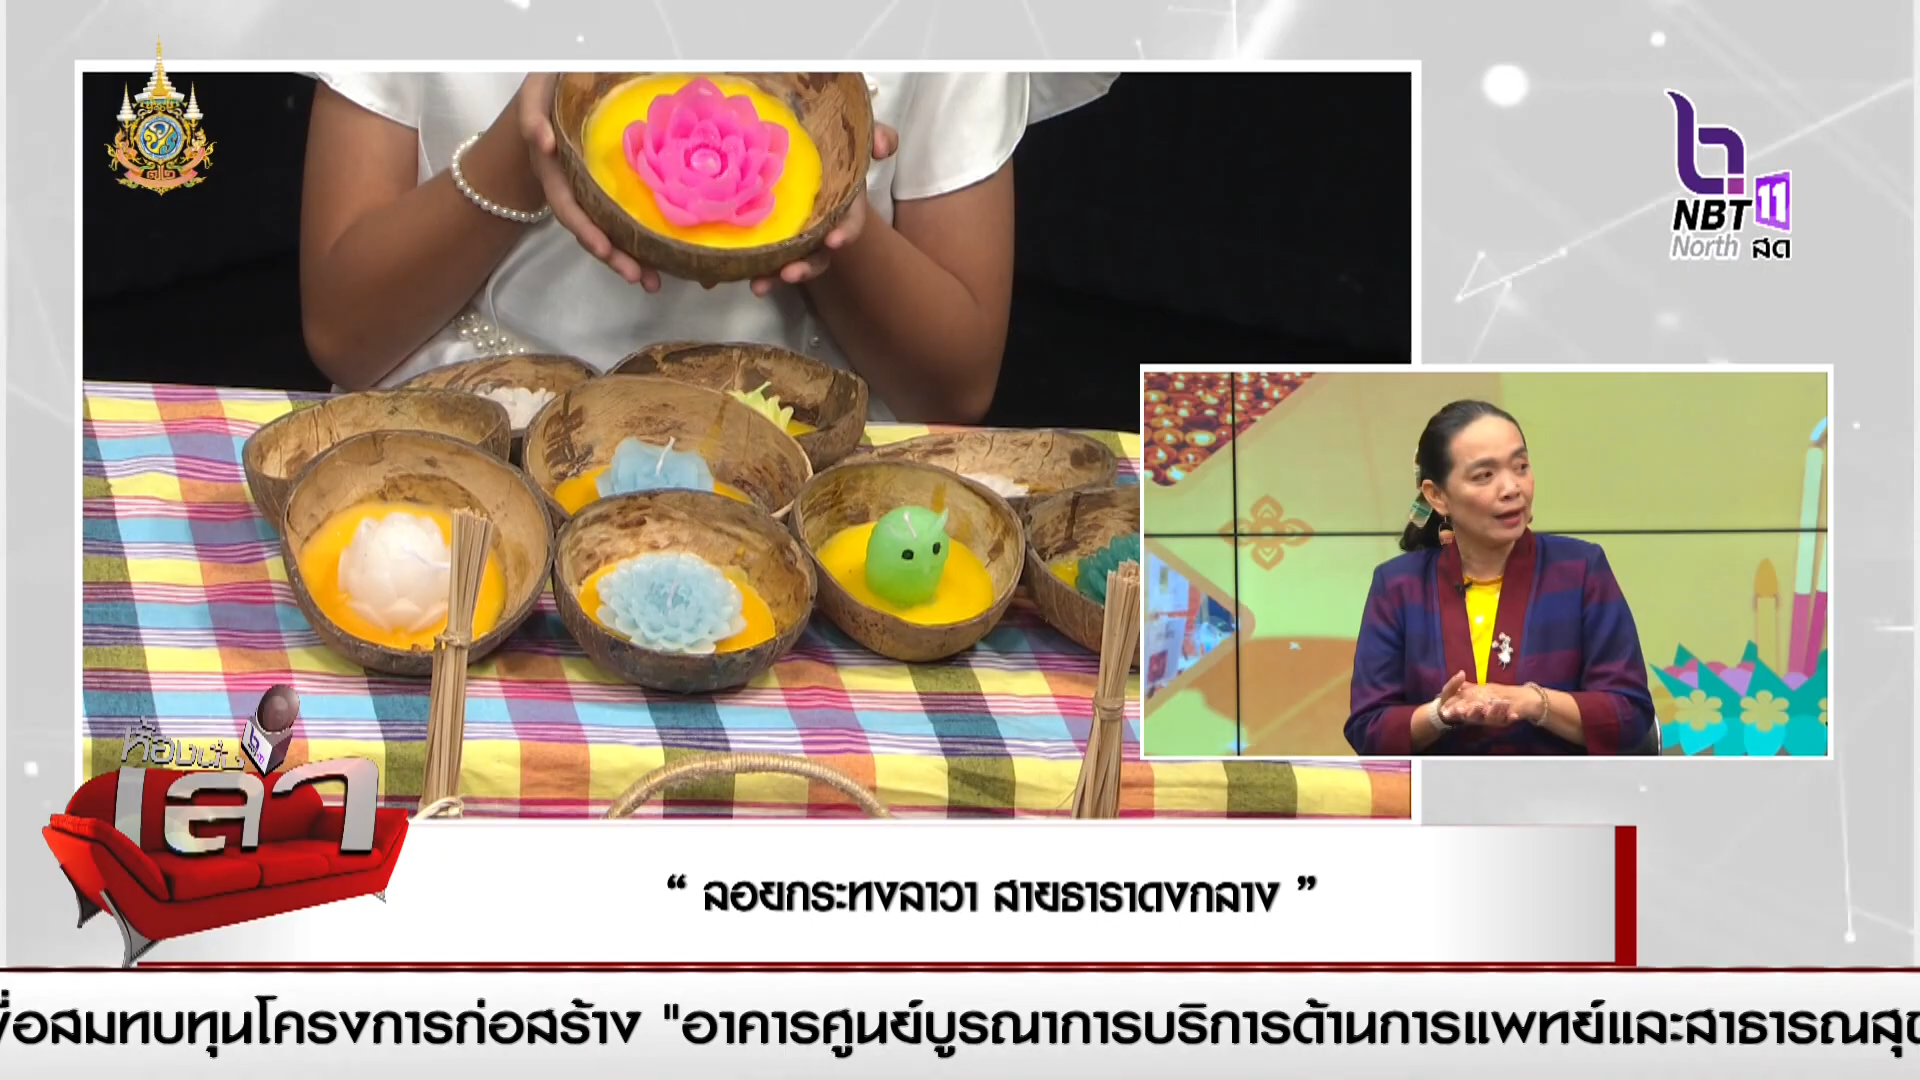 NBT 11
North สด
ห้องนี้มี
เล่า
“ ลอยกระทงลาวา สายธาราดงกลาง ”
พื่อสมทบทุนโครงการก่อสร้าง "อาคารศูนย์บูรณาการบริการด้านการแพทย์และสาธารณสุข